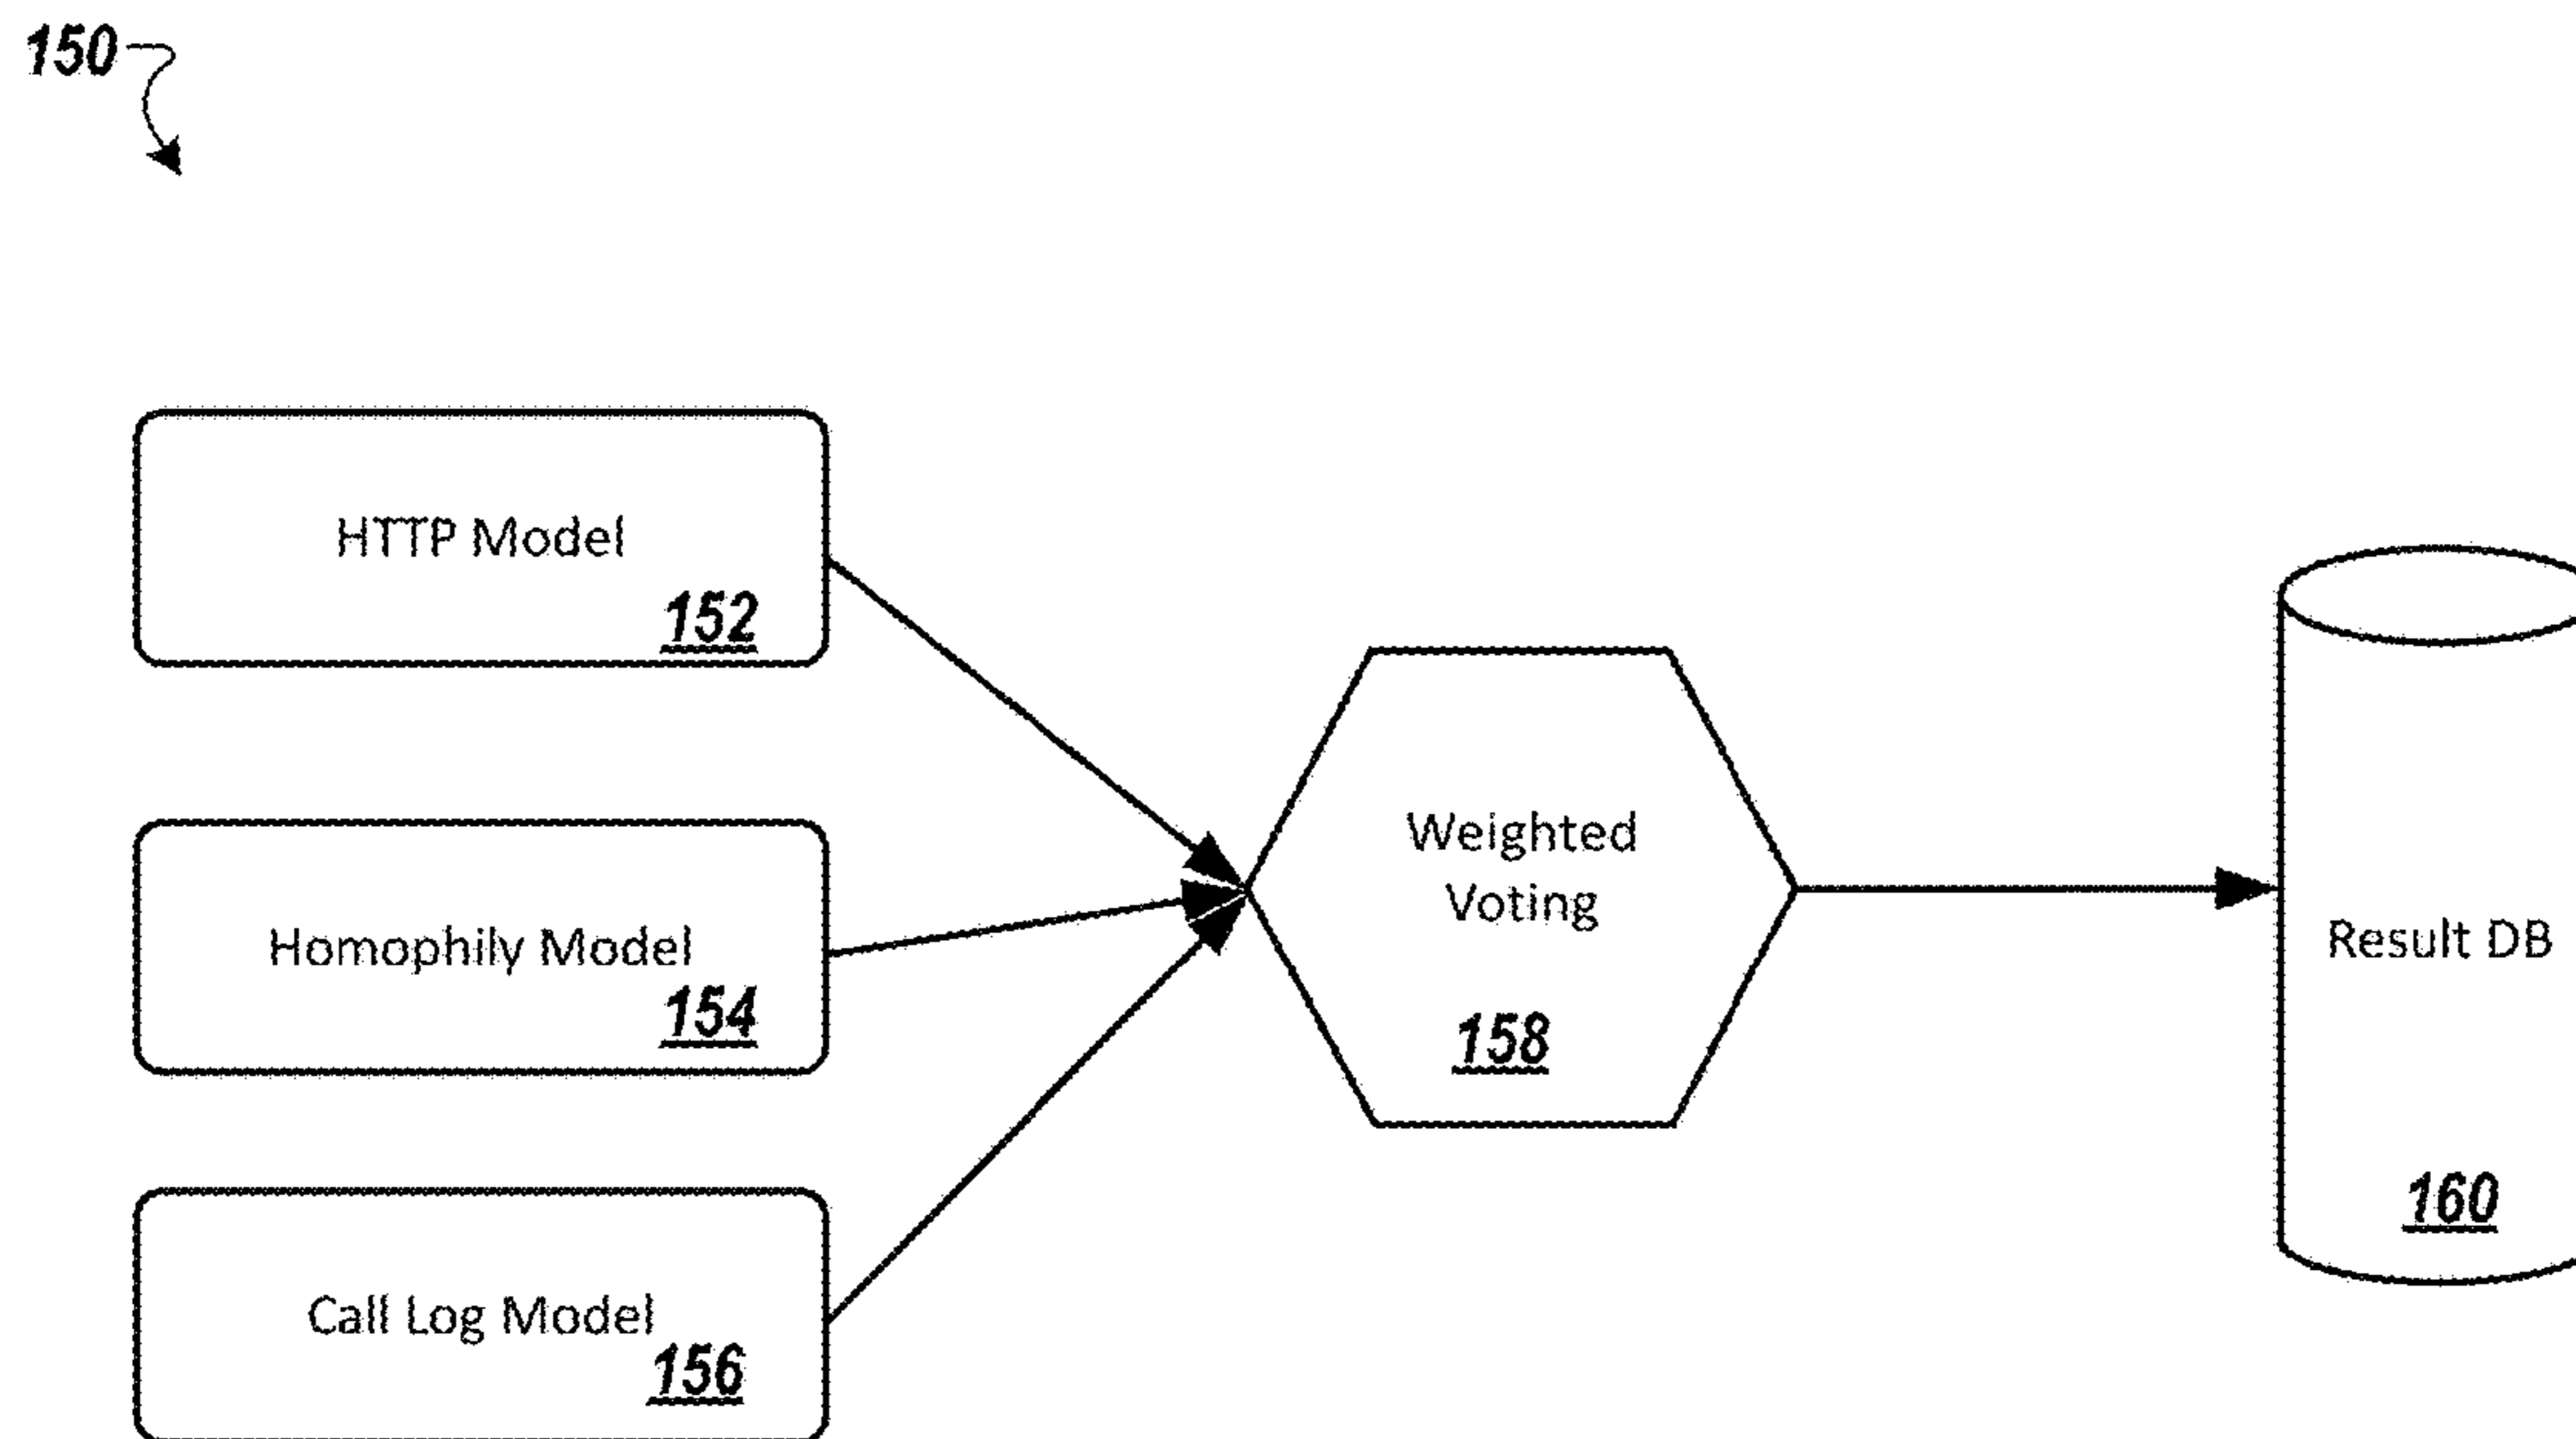 150
HTTP Model
152
Homophily Model
154
Call Log Model
156
Weighted
Voting
158
Result DB
160